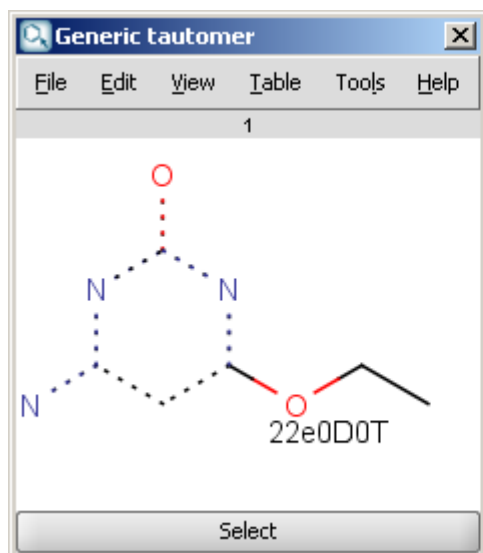 Generic tautomer
File Edit View Table Tools Help
1
O
N N
N
O
22e0D0T
Select